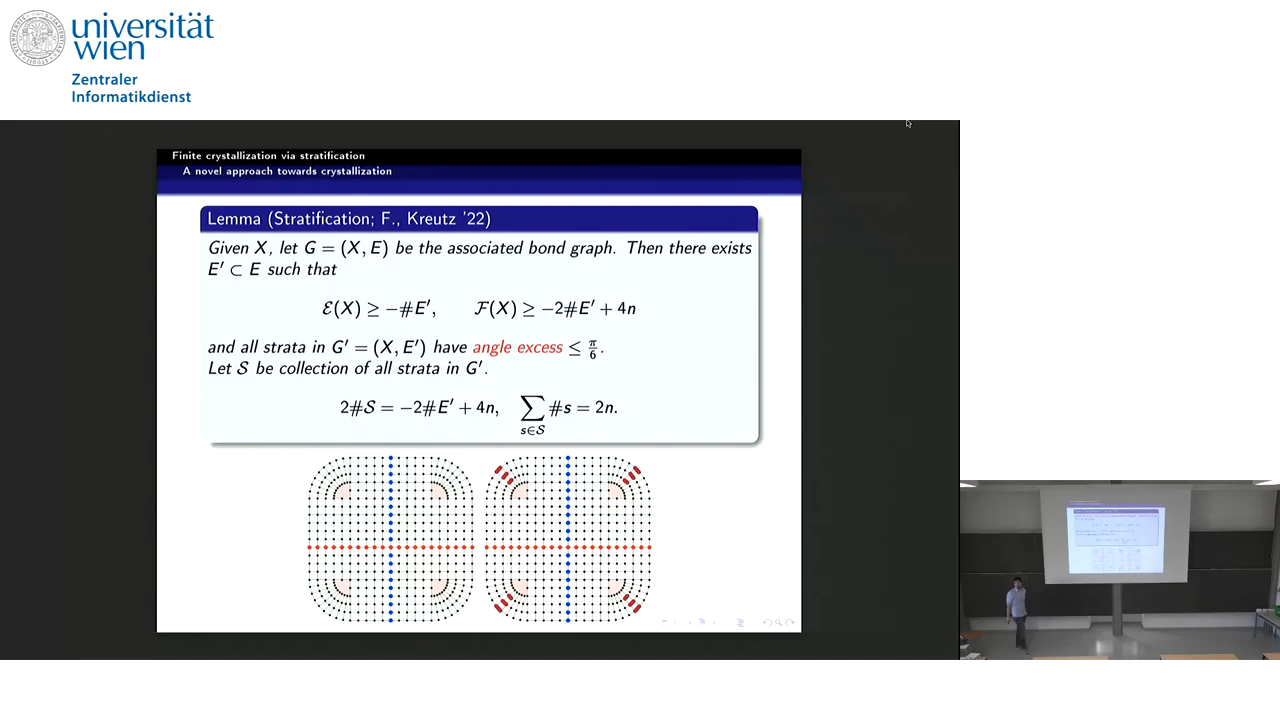 universität
wien
Zentraler
Informatikdienst
Finite crystallization via stratification
A novel approach towards crystallization
Lemma (Stratification; F., Kreutz '22)
Given X, let G = (X, E) be the associated bond graph. Then there exists
E′ ⊂ E such that
ℰ(X) ≥ −#E′, ℱ(X) ≥ −2#E′ + 4n
and all strata in G′ = (X, E′) have angle excess ≤ π/6.
Let 𝒮 be collection of all strata in G′.
2#𝒮 = −2#E′ + 4n, ∑_{s∈𝒮} #s = 2n.